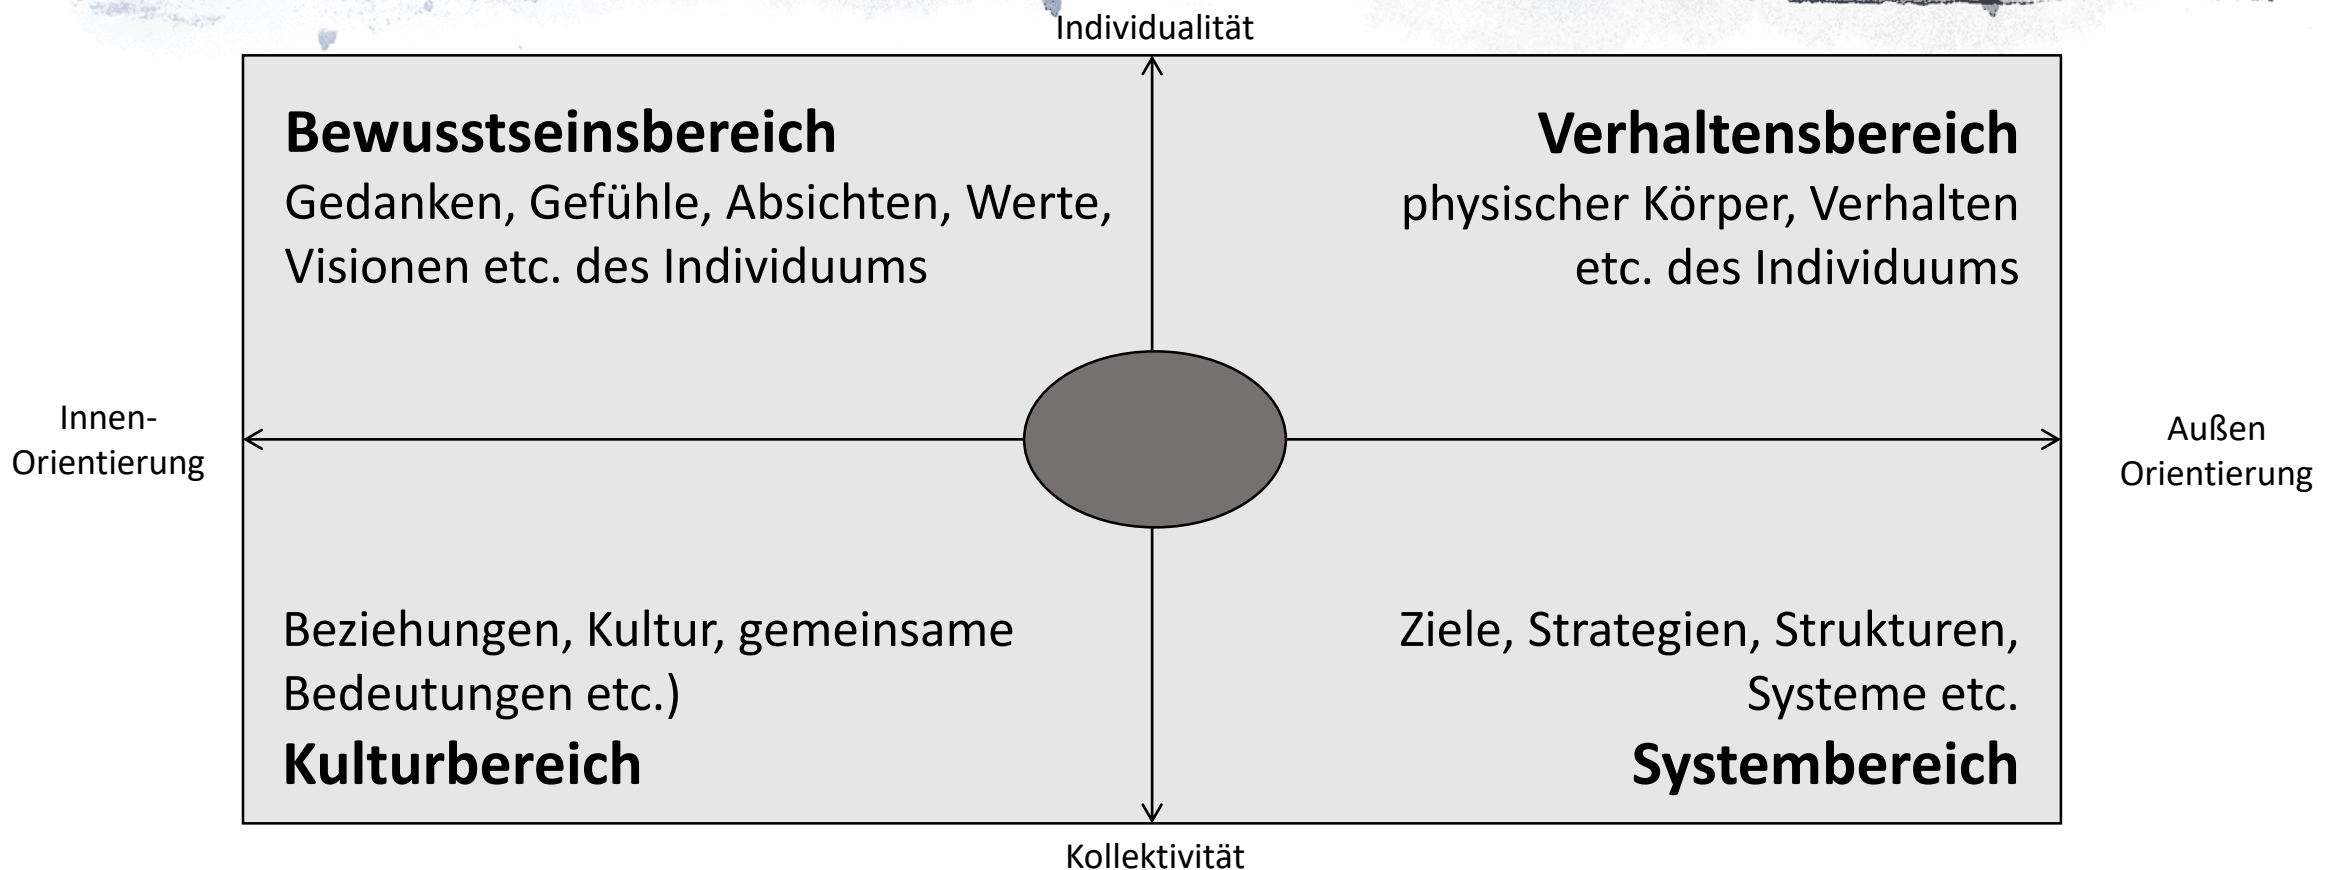 Individualität
Bewusstseinsbereich
Gedanken, Gefühle, Absichten, Werte,
Visionen etc. des Individuums
Verhaltensbereich
physischer Körper, Verhalten
etc. des Individuums
Innen-
Orientierung
Außen
Orientierung
Beziehungen, Kultur, gemeinsame
Bedeutungen etc.)
Kulturbereich
Ziele, Strategien, Strukturen,
Systeme etc.
Systembereich
Kollektivität